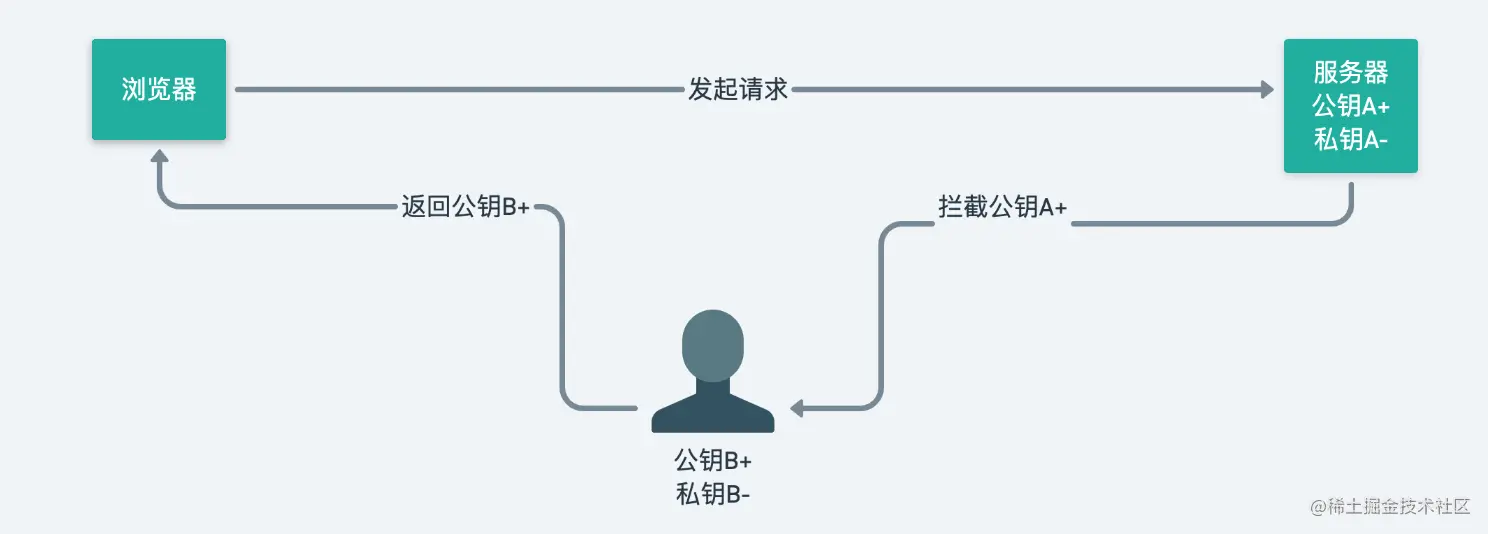 浏览器
发起请求
服务器
公钥A+
私钥A-
返回公钥B+
拦截公钥A+
公钥B+
私钥B-
@稀土掘金技术社区